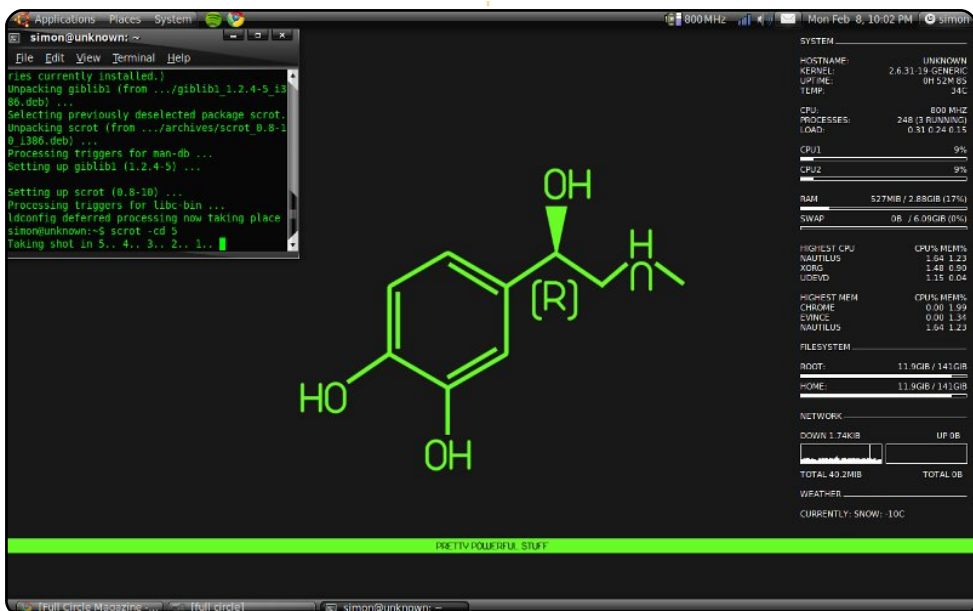 Applications Places System
800 MHz
Mon Feb 8, 10:02 PM
simon
simon@unknown: ~
File Edit View Terminal Help
ries currently installed.)
Unpacking giblib1 (from .../giblib1_1.2.4-5_i3
86.deb) ...
Selecting previously deselected package scrot.
Unpacking scrot (from .../archives/scrot_0.8-1
0_i386.deb) ...
Processing triggers for man-db ...
Setting up giblib1 (1.2.4-5) ...
Setting up scrot (0.8-10) ...
Processing triggers for libc-bin ...
ldconfig deferred processing now taking place
simon@unknown:~$ scrot -cd 5
Taking shot in 5.. 4.. 3.. 2.. 1..
OH
H
N
(R)
HO
OH
PRETTY POWERFUL STUFF
SYSTEM
HOSTNAME: UNKNOWN
KERNEL: 2.6.31-19-GENERIC
UPTIME: 0H 52M 8S
TEMP: 34C
CPU: 800 MHZ
PROCESSES: 248 (3 RUNNING)
LOAD: 0.31 0.24 0.15
CPU1 9%
CPU2 9%
RAM 527MIB / 2.88GIB (17%)
SWAP 0B / 6.09GIB (0%)
HIGHEST CPU CPU% MEM%
NAUTILUS 1.64 1.23
XORG 1.48 0.90
UDEVD 1.15 0.04
HIGHEST MEM CPU% MEM%
CHROME 0.00 1.99
EVINCE 0.00 1.34
NAUTILUS 1.64 1.23
FILESYSTEM
ROOT: 11.9GIB / 141GIB
HOME: 11.9GIB / 141GIB
NETWORK
DOWN 1.74KIB UP 0B
TOTAL 40.2MIB TOTAL 0B
WEATHER
CURRENTLY: SNOW: -10C
[Full Circle Magazine -...
[full circle]
simon@unknown: ~